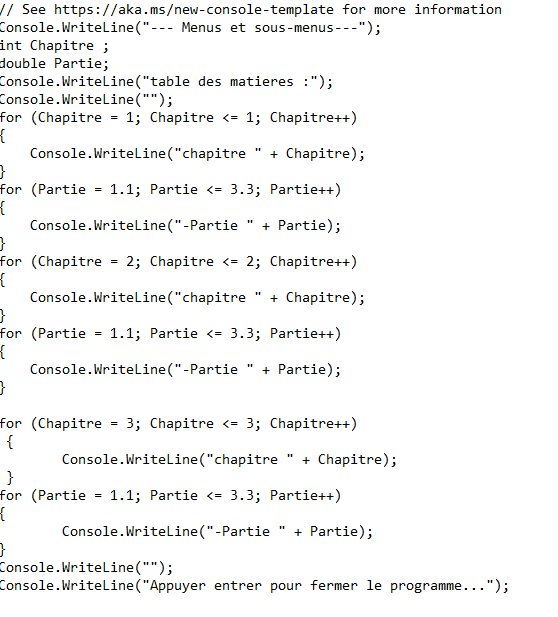 // See https://aka.ms/new-console-template for more information
Console.WriteLine("--- Menus et sous-menus---");
int Chapitre ;
double Partie;
Console.WriteLine("table des matieres :");
Console.WriteLine("");
for (Chapitre = 1; Chapitre <= 1; Chapitre++)
{
    Console.WriteLine("chapitre " + Chapitre);
}
for (Partie = 1.1; Partie <= 3.3; Partie++)
{
    Console.WriteLine("-Partie " + Partie);
}
for (Chapitre = 2; Chapitre <= 2; Chapitre++)
{
    Console.WriteLine("chapitre " + Chapitre);
}
for (Partie = 1.1; Partie <= 3.3; Partie++)
{
    Console.WriteLine("-Partie " + Partie);
}

for (Chapitre = 3; Chapitre <= 3; Chapitre++)
 {
        Console.WriteLine("chapitre " + Chapitre);
 }
for (Partie = 1.1; Partie <= 3.3; Partie++)
{
        Console.WriteLine("-Partie " + Partie);
}
Console.WriteLine("");
Console.WriteLine("Appuyer entrer pour fermer le programme...");